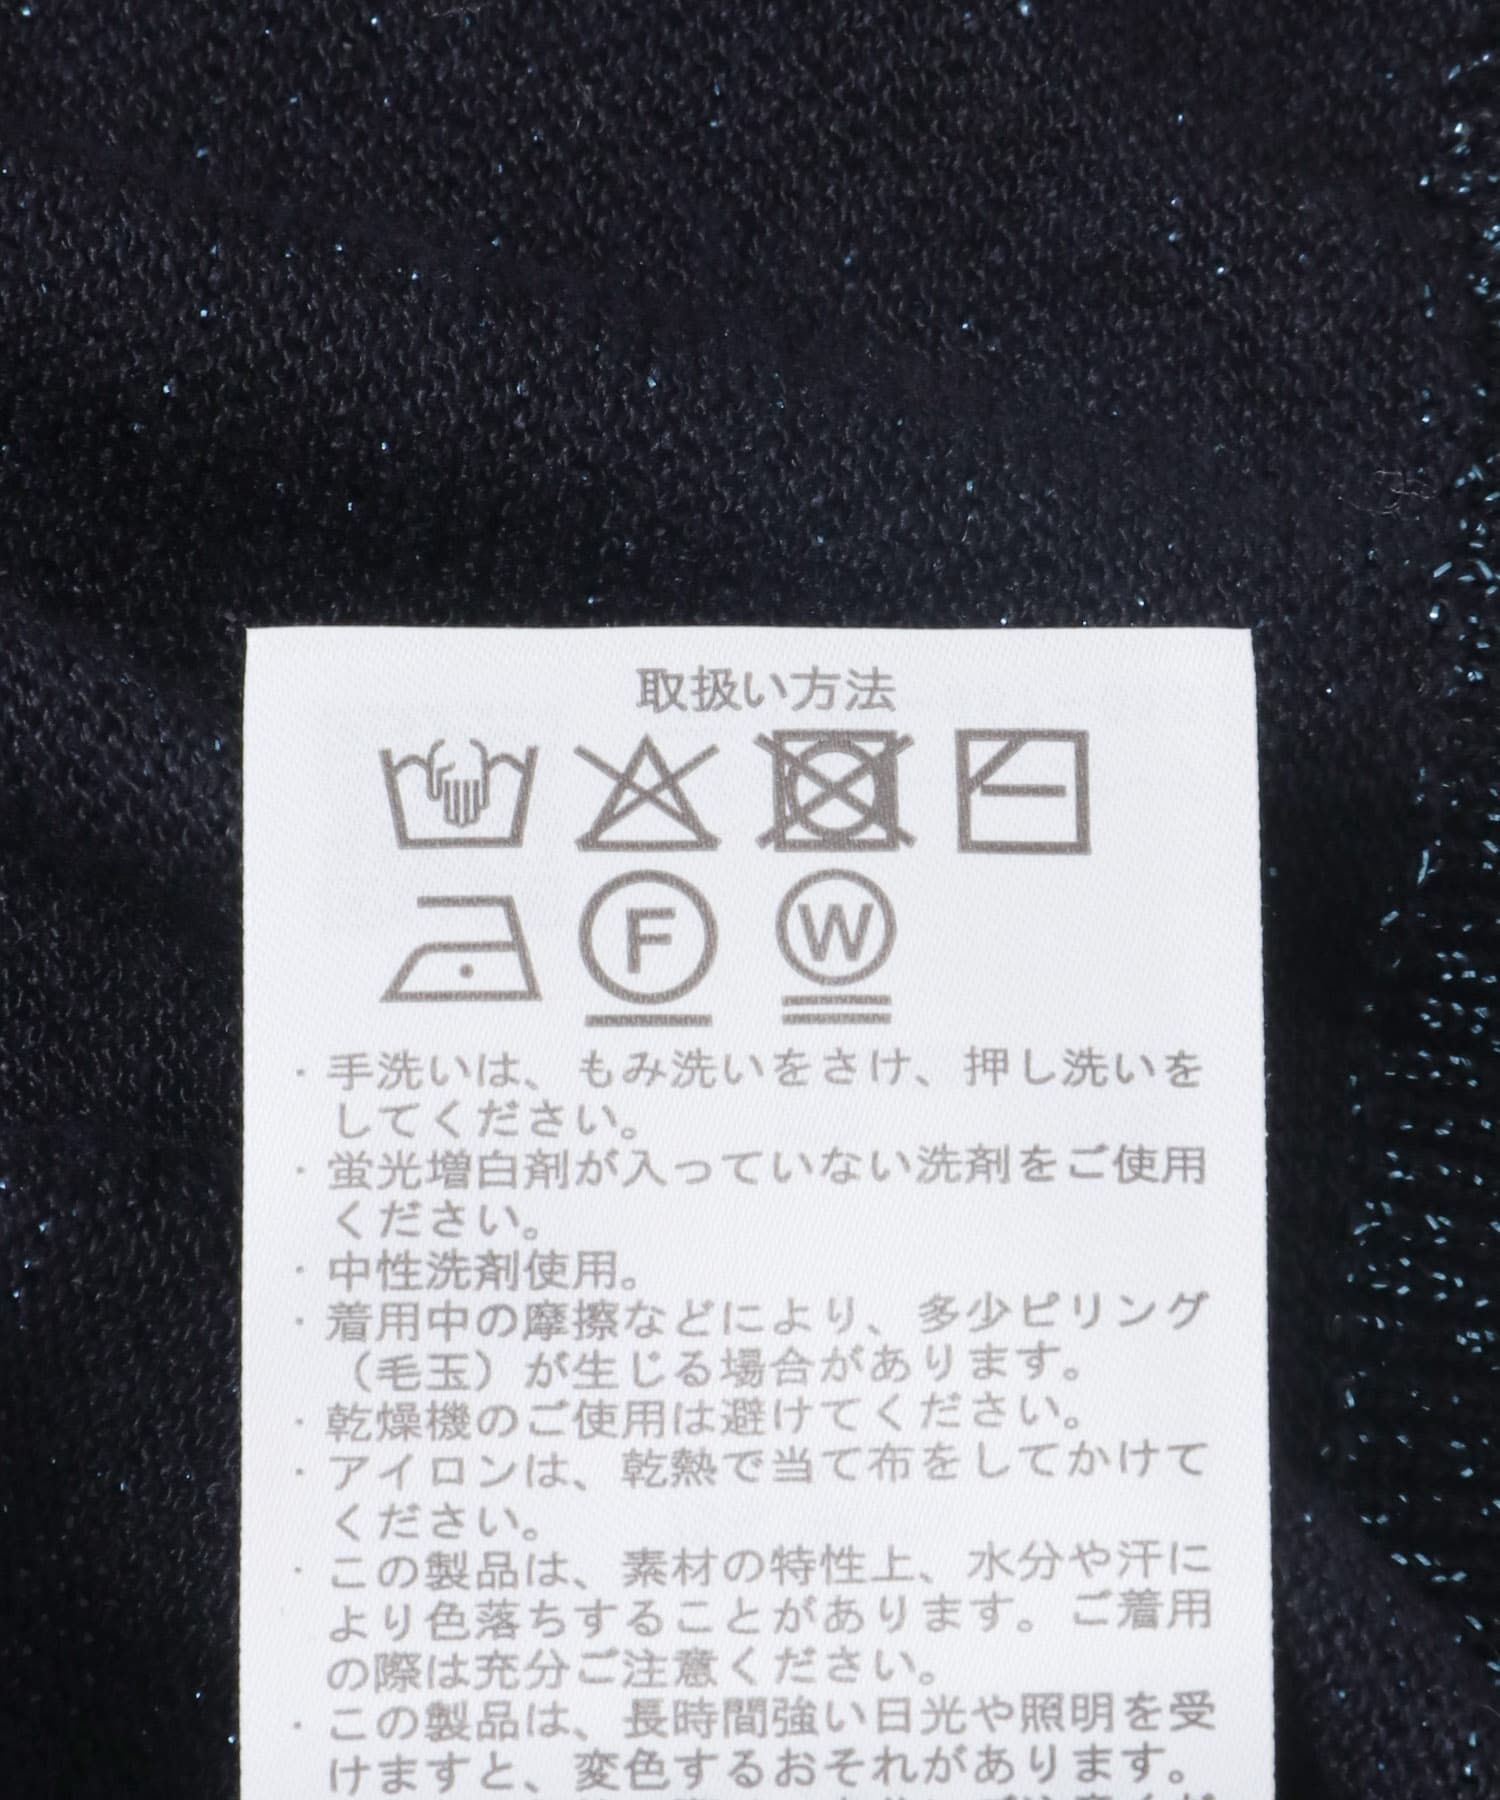 取扱い方法
F W
・手洗いは、もみ洗いをさけ、押し洗いを
してください。
・蛍光増白剤が入っていない洗剤をご使用
ください。
・中性洗剤使用。
・着用中の摩擦などにより、多少ピリング
（毛玉）が生じる場合があります。
・乾燥機のご使用は避けてください。
・アイロンは、乾熱で当て布をしてかけて
ください。
・この製品は、素材の特性上、水分や汗に
より色落ちすることがあります。ご着用
の際は充分ご注意ください。
・この製品は、長時間強い日光や照明を受
けますと、変色するおそれがあります。